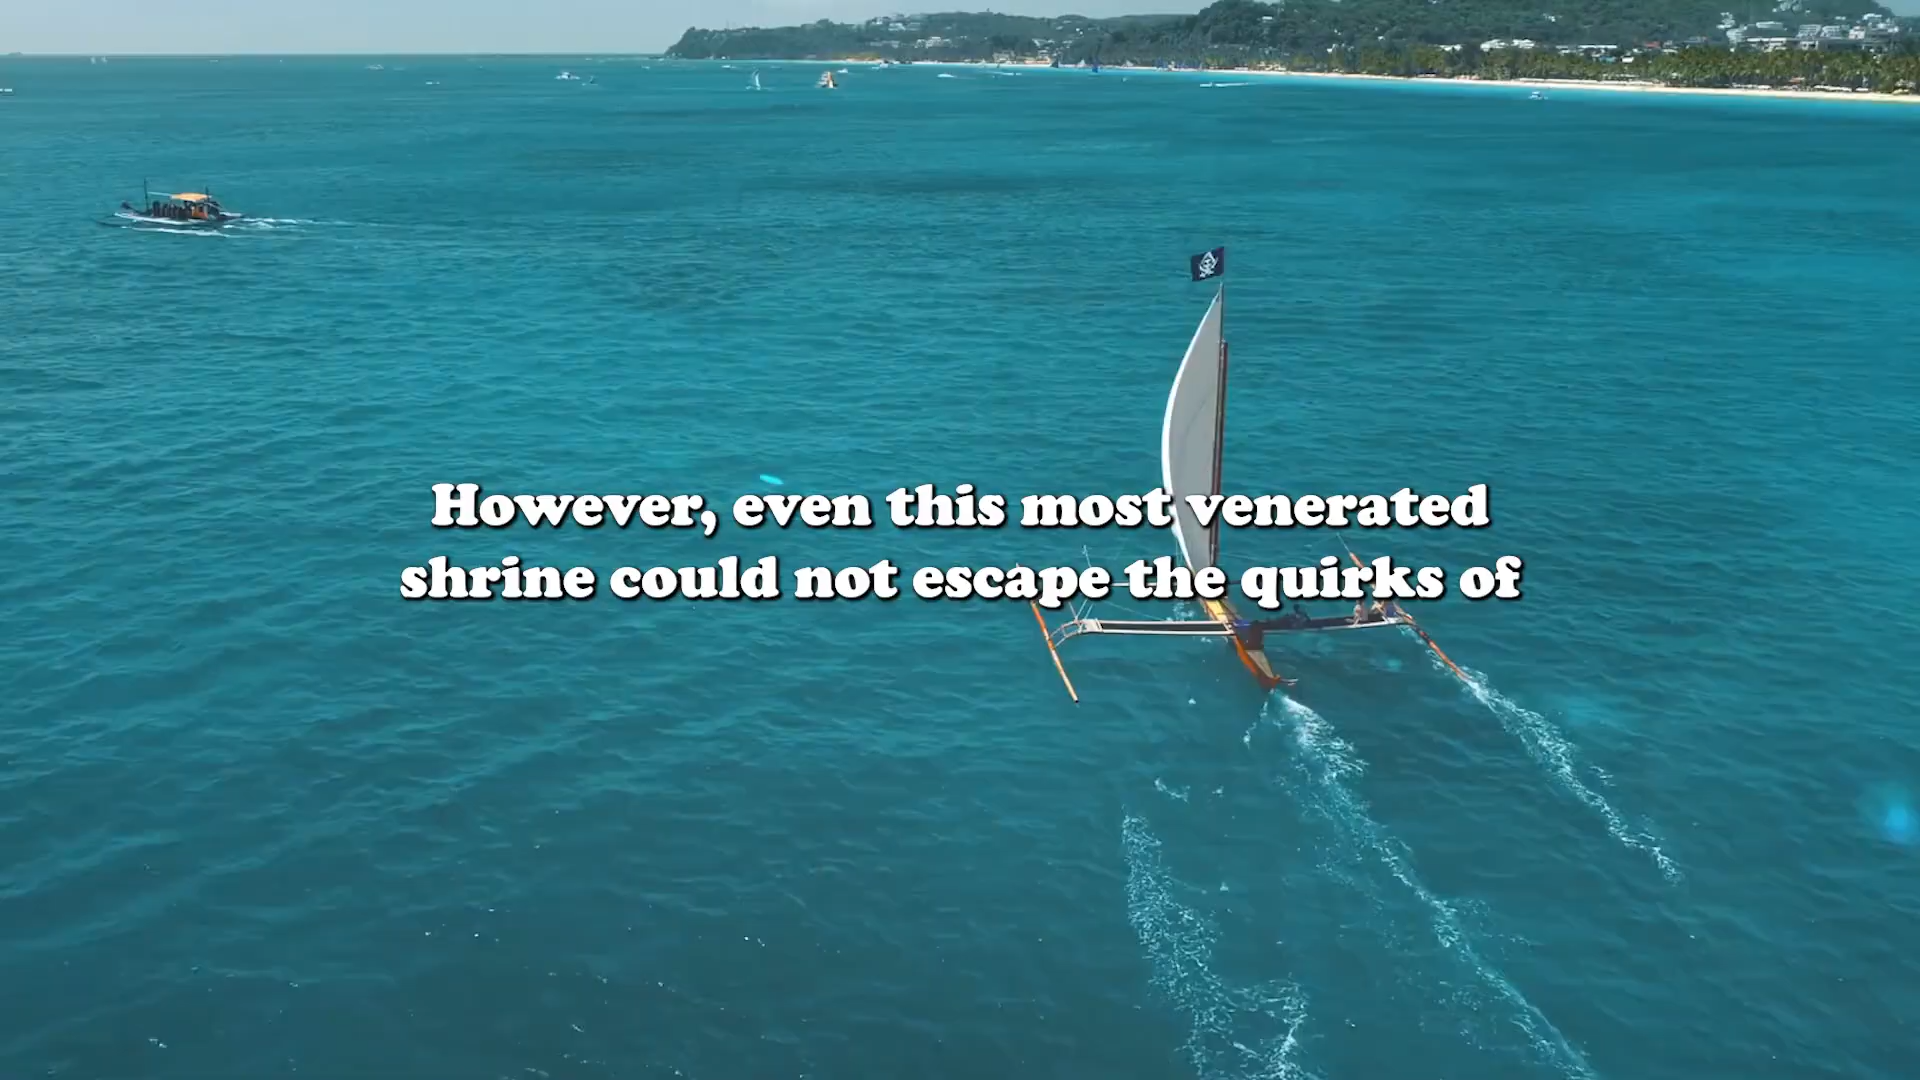 However, even this most venerated
shrine could not escape the quirks of